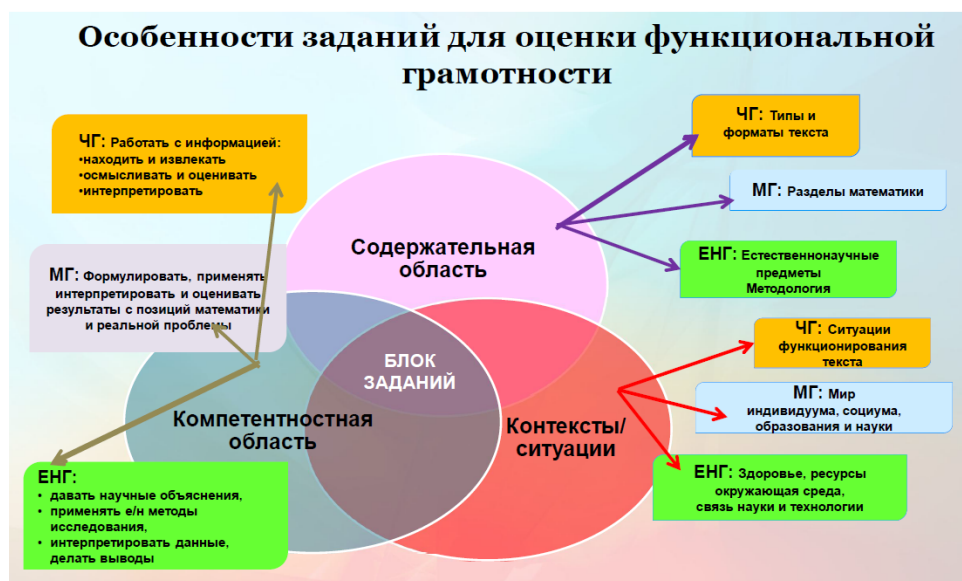 Особенности заданий для оценки функциональной
грамотности
ЧГ: Работать с информацией:
•находить и извлекать
•осмысливать и оценивать
•интерпретировать
МГ: Формулировать, применять
интерпретировать и оценивать
результаты с позиций математики
и реальной проблемы
ЕНГ:
• давать научные объяснения,
• применять е/н методы
исследования,
• интерпретировать данные,
делать выводы
Содержательная
область
БЛОК
ЗАДАНИЙ
Компетентностная
область
Контексты/
ситуации
ЧГ: Типы и
форматы текста
МГ: Разделы математики
ЕНГ: Естественнонаучные
предметы
Методология
ЧГ: Ситуации
функционирования
текста
МГ: Мир
индивидуума, социума,
образования и науки
ЕНГ: Здоровье, ресурсы
окружающая среда,
связь науки и технологии